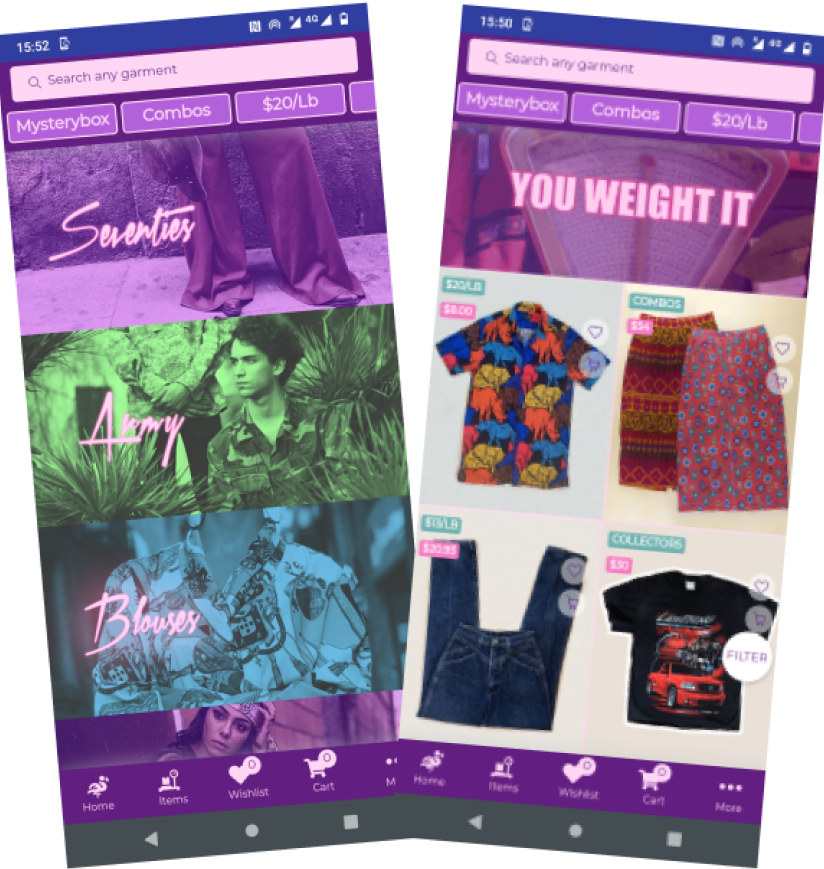 15:52
4G
Search any garment
Mysterybox
Combos
$20/Lb
Seventies
Army
Blouses
0
0
Home
Items
Wishlist
Cart
M
15:50
4G
Search any garment
Mysterybox
Combos
$20/Lb
YOU WEIGHT IT
$20/LB
$8.00
COMBOS
$54
$13/LB
$20.93
COLLECTORS
$30
FILTER
0
0
Home
Items
Wishlist
Cart
More